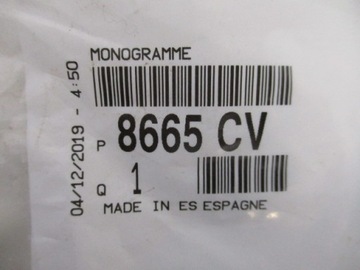 MONOGRAMME
P 8665 CV
Q 1
MADE IN ES ESPAGNE
04/12/2019 - 4:50